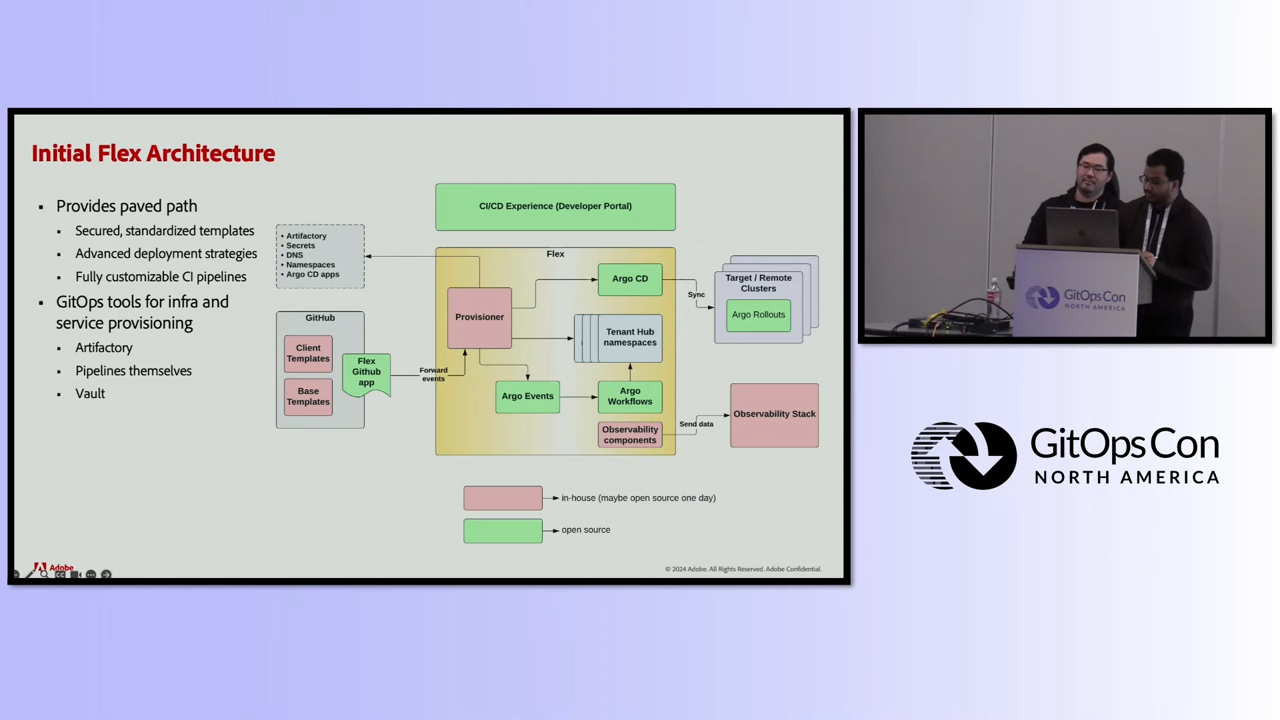 Initial Flex Architecture
▪ Provides paved path
▪ Secured, standardized templates
▪ Advanced deployment strategies
▪ Fully customizable CI pipelines
▪ GitOps tools for infra and
service provisioning
▪ Artifactory
▪ Pipelines themselves
▪ Vault
CI/CD Experience (Developer Portal)
• Artifactory
• Secrets
• DNS
• Namespaces
• Argo CD apps
GitHub
Client
Templates
Base
Templates
Flex
Github
app
Forward
events
Flex
Provisioner
Argo CD
Tenant Hub
namespaces
Argo Events
Argo
Workflows
Observability
components
Sync
Target / Remote
Clusters
Argo Rollouts
Send data
Observability Stack
in-house (maybe open source one day)
open source
Adobe
© 2024 Adobe. All Rights Reserved. Adobe Confidential.
GitOpsCon
NORTH AMERICA
GitOpsCon
NORTH AMERICA